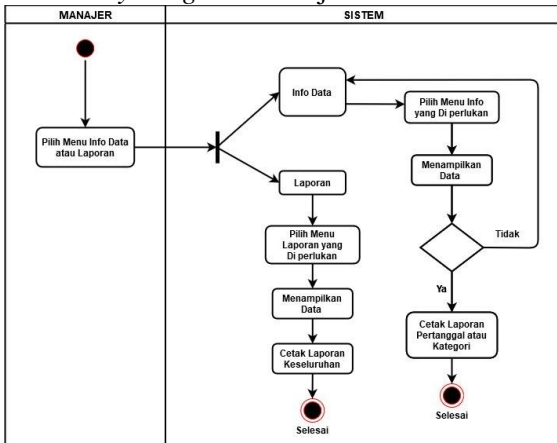 MANAJER
SISTEM
Pilih Menu Info Data
atau Laporan
Info Data
Pilih Menu Info
yang Di perlukan
Menampilkan
Data
Tidak
Ya
Cetak Laporan
Pertanggal atau
Kategori
Selesai
Laporan
Pilih Menu
Laporan yang
Di perlukan
Menampilkan
Data
Cetak Laporan
Keseluruhan
Selesai